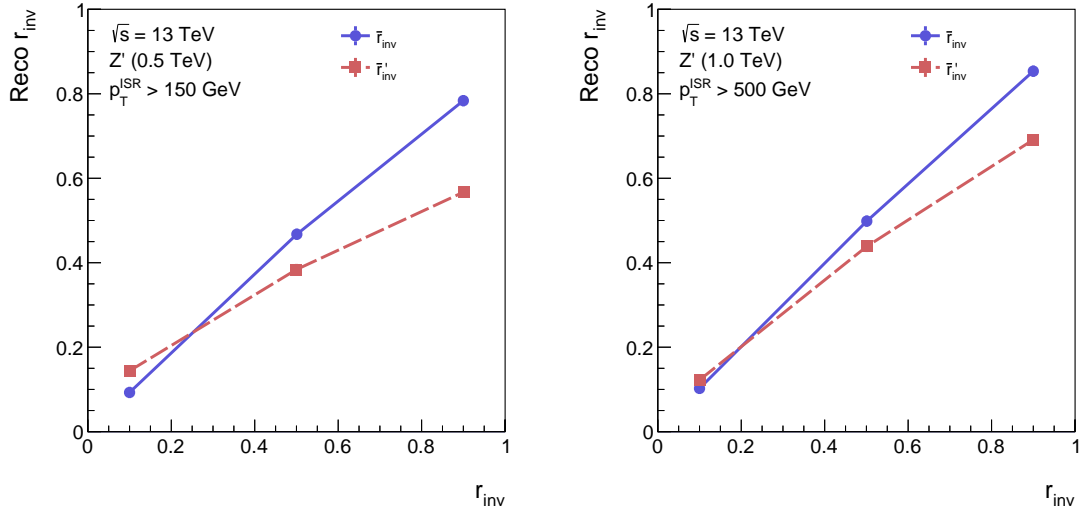 Reco r_inv
√s = 13 TeV
Z' (0.5 TeV)
p_T^ISR > 150 GeV
r̄_inv
r̄'_inv
1
0.8
0.6
0.4
0.2
0
0 0.2 0.4 0.6 0.8 1
r_inv
Reco r_inv
√s = 13 TeV
Z' (1.0 TeV)
p_T^ISR > 500 GeV
r̄_inv
r̄'_inv
1
0.8
0.6
0.4
0.2
0
0 0.2 0.4 0.6 0.8 1
r_inv